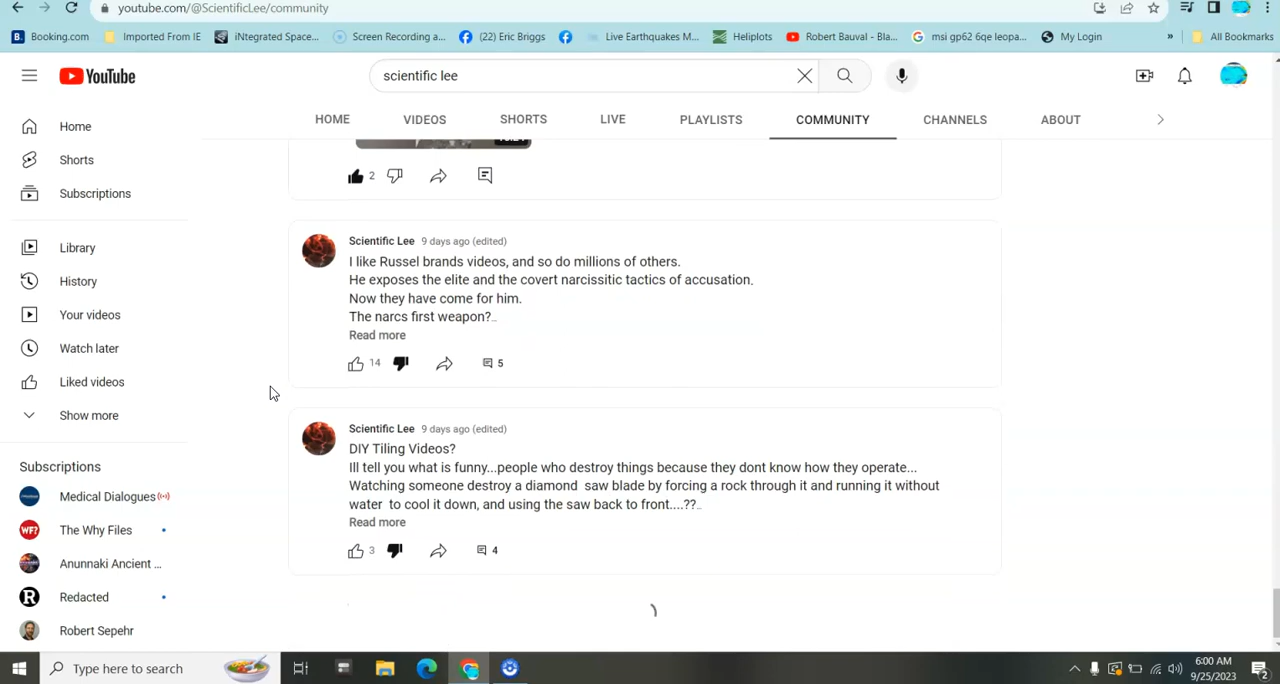 youtube.com/@ScientificLee/community
Booking.com Imported From IE iNtegrated Space... Screen Recording a... (22) Eric Briggs Live Earthquakes M... Heliplots Robert Bauval - Bla... msi gp62 6qe leopa... My Login » All Bookmarks
YouTube
scientific lee
HOME VIDEOS SHORTS LIVE PLAYLISTS COMMUNITY CHANNELS ABOUT
Home
Shorts
Subscriptions
Library
History
Your videos
Watch later
Liked videos
Show more
Subscriptions
Medical Dialogues
WF?
The Why Files
Anunnaki Ancient ...
R
Redacted
Robert Sepehr
2
Scientific Lee 9 days ago (edited)
I like Russel brands videos, and so do millions of others.
He exposes the elite and the covert narcissitic tactics of accusation.
Now they have come for him.
The narcs first weapon?...
Read more
14 5
Scientific Lee 9 days ago (edited)
DIY Tiling Videos?
Ill tell you what is funny...people who destroy things because they dont know how they operate...
Watching someone destroy a diamond saw blade by forcing a rock through it and running it without
water to cool it down, and using the saw back to front....??...
Read more
3 4
Type here to search
6:00 AM
9/25/2023
2